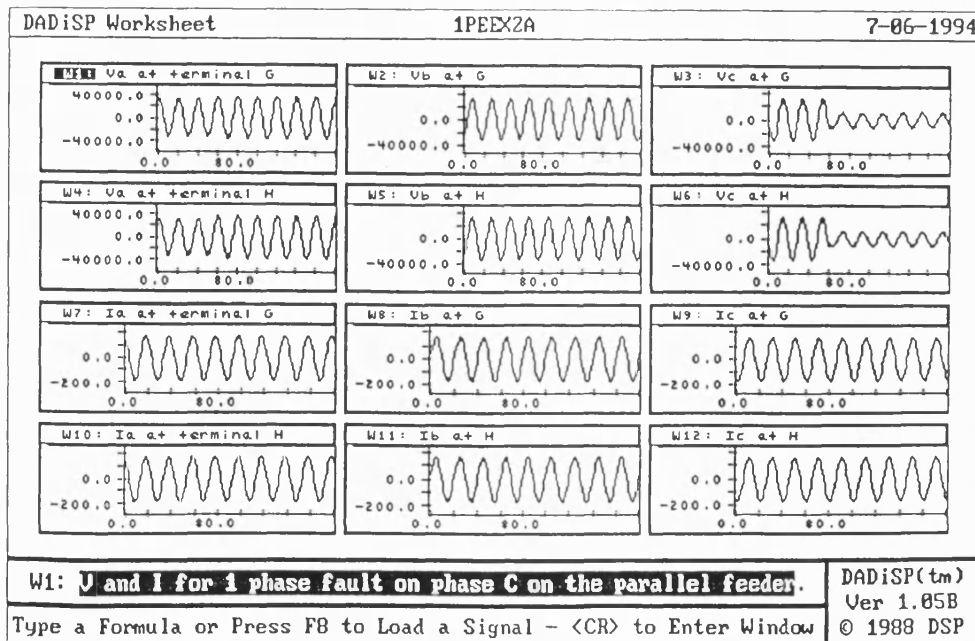 DADiSP Worksheet 1PEEX2A 7-06-1994
W1: Va at terminal G
40000.0
0.0
-40000.0
0.0 80.0
W2: Vb at G
0.0
-40000.0
0.0 80.0
W3: Vc at G
0.0
-40000.0
0.0 80.0
W4: Va at terminal H
40000.0
0.0
-40000.0
0.0 80.0
W5: Vb at H
0.0
-40000.0
0.0 80.0
W6: Vc at H
0.0
-40000.0
0.0 80.0
W7: Ia at terminal G
0.0
-200.0
0.0 80.0
W8: Ib at G
0.0
-200.0
0.0 80.0
W9: Ic at G
0.0
-200.0
0.0 80.0
W10: Ia at terminal H
0.0
-200.0
0.0 80.0
W11: Ib at H
0.0
-200.0
0.0 80.0
W12: Ic at H
0.0
-200.0
0.0 80.0
W1: V and I for 1 phase fault on phase C on the parallel feeder.
DADiSP(tm)
Ver 1.05B
© 1988 DSP
Type a Formula or Press F8 to Load a Signal - <CR> to Enter Window